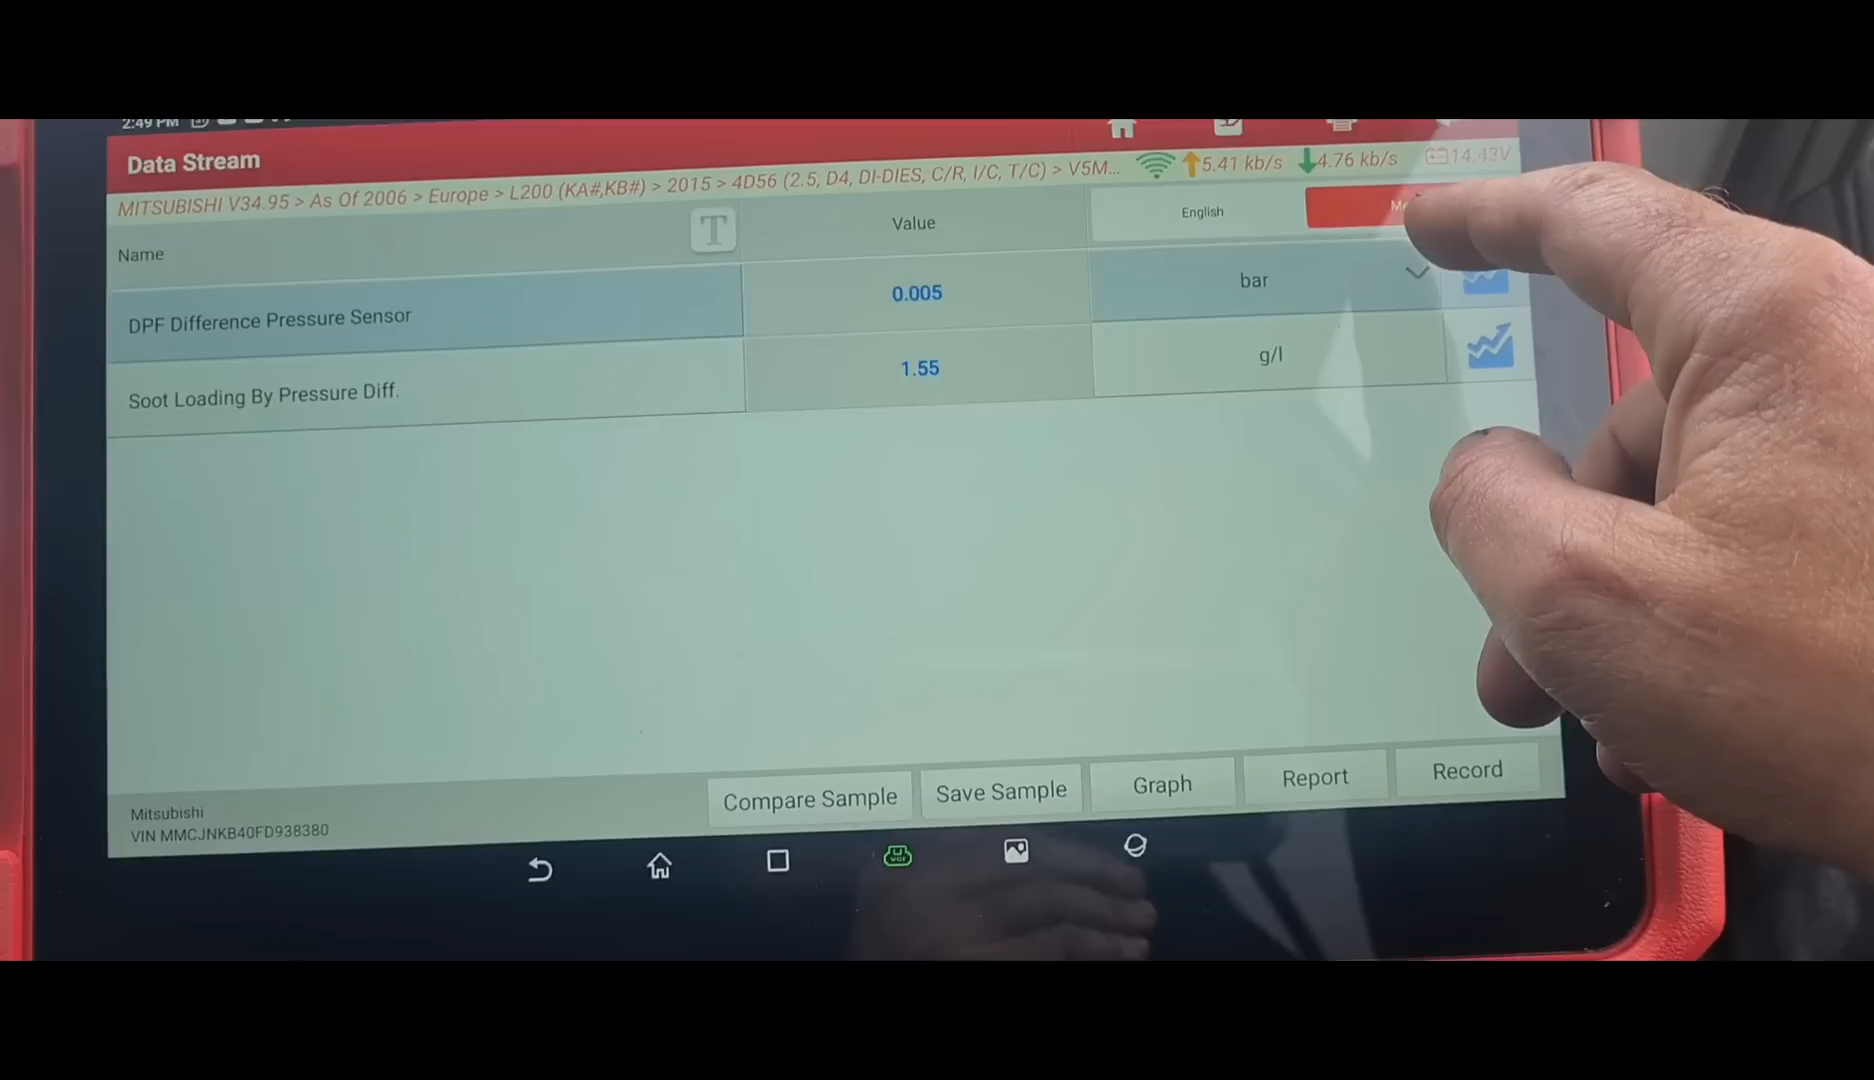 2:49 PM
Data Stream
MITSUBISHI V34.95 > As Of 2006 > Europe > L200 (KA#,KB#) > 2015 > 4D56 (2.5, D4, DI-DIES, C/R, I/C, T/C) > V5M... 5.41 kb/s 4.76 kb/s 14.43V
Name T Value English
DPF Difference Pressure Sensor 0.005 bar
Soot Loading By Pressure Diff. 1.55 g/l
Mitsubishi
VIN MMCJNKB40FD938380
Compare Sample Save Sample Graph Report Record
VCI